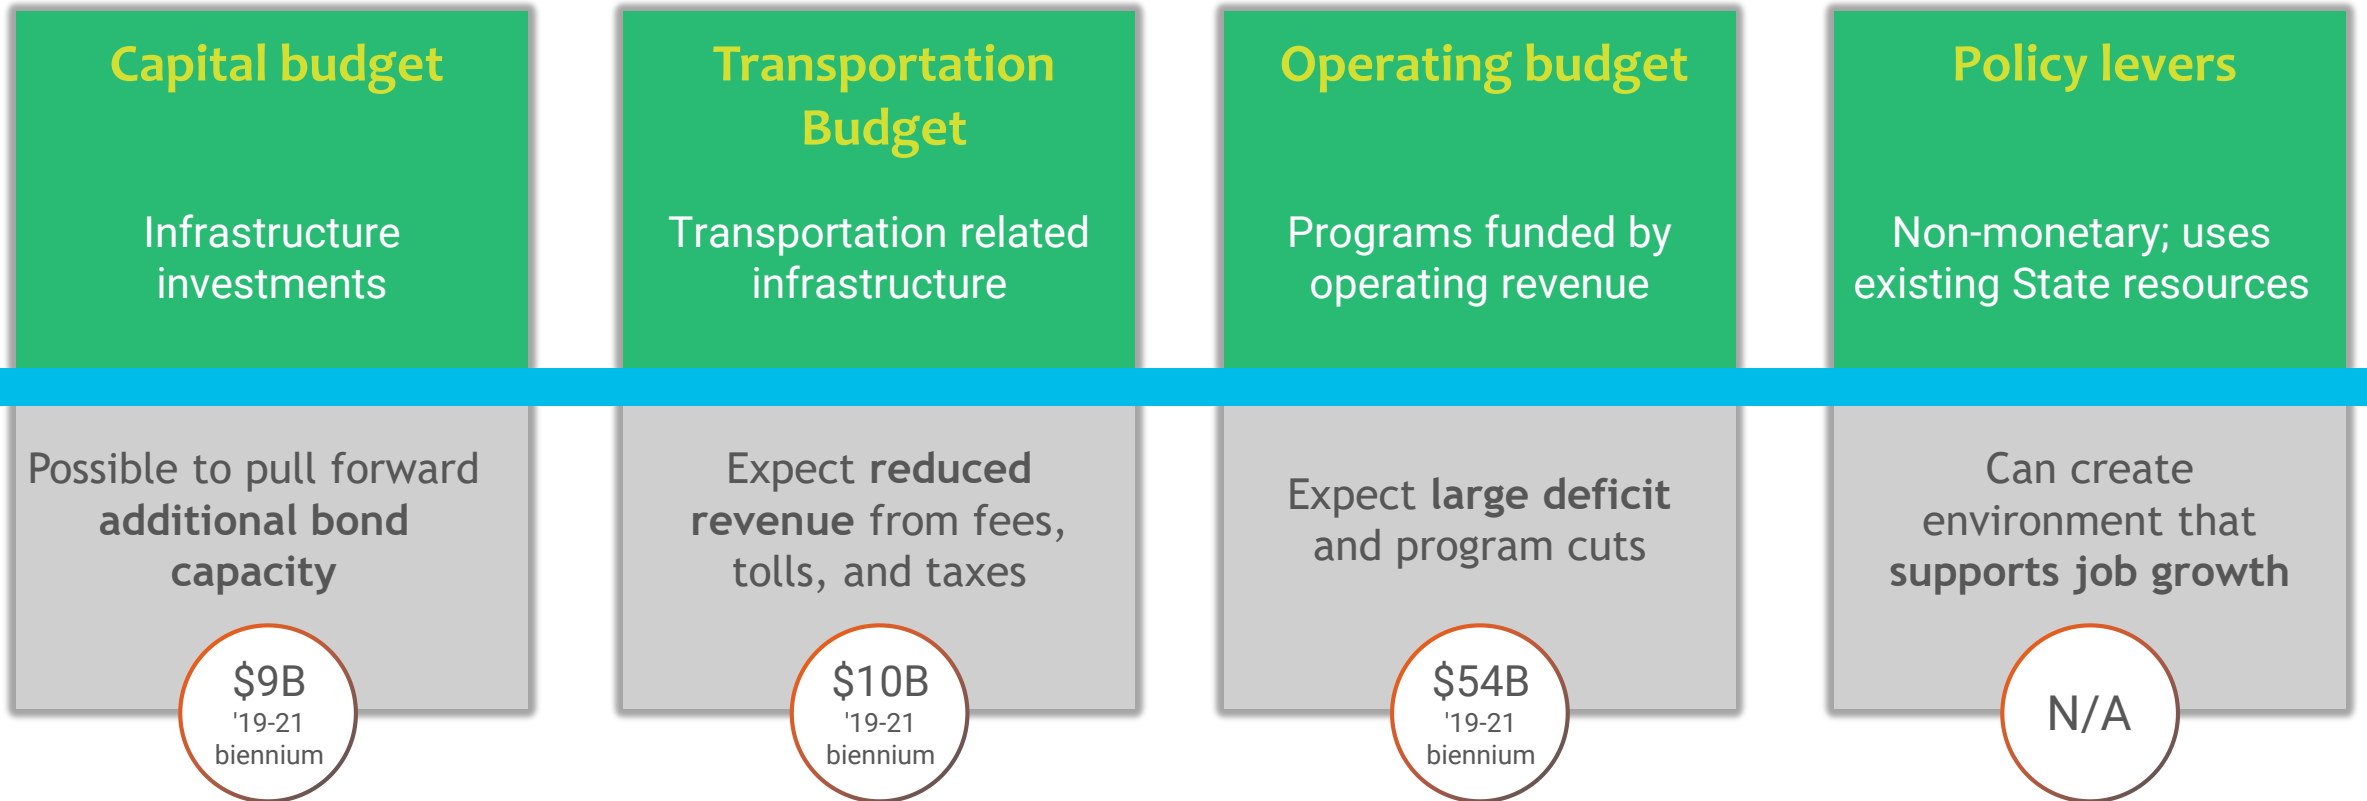 Capital budget
Infrastructure
investments
Possible to pull forward
additional bond
capacity
$9B
'19-21
biennium
Transportation
Budget
Transportation related
infrastructure
Expect reduced
revenue from fees,
tolls, and taxes
$10B
'19-21
biennium
Operating budget
Programs funded by
operating revenue
Expect large deficit
and program cuts
$54B
'19-21
biennium
Policy levers
Non-monetary; uses
existing State resources
Can create
environment that
supports job growth
N/A